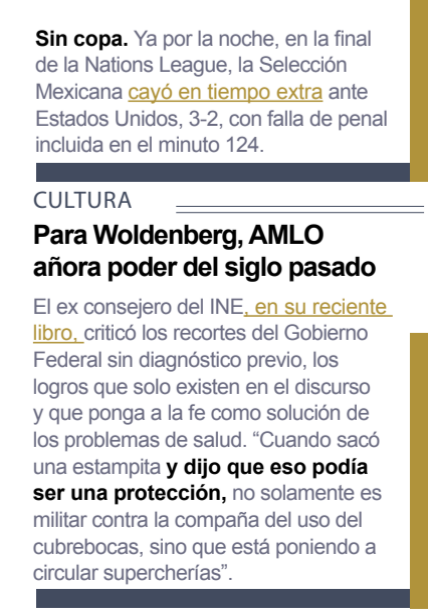 Sin copa. Ya por la noche, en la final
de la Nations League, la Selección
Mexicana cayó en tiempo extra ante
Estados Unidos, 3-2, con falla de penal
incluida en el minuto 124.
CULTURA
Para Woldenberg, AMLO
añora poder del siglo pasado
El ex consejero del INE, en su reciente
libro, criticó los recortes del Gobierno
Federal sin diagnóstico previo, los
logros que solo existen en el discurso
y que ponga a la fe como solución de
los problemas de salud. “Cuando sacó
una estampita y dijo que eso podía
ser una protección, no solamente es
militar contra la compaña del uso del
cubrebocas, sino que está poniendo a
circular supercherías”.